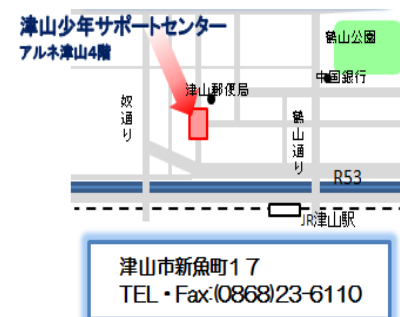 津山少年サポートセンター
アルネ津山4階
鶴山公園
中国銀行
津山郵便局
奴通り
鶴山通り
R53
JR津山駅
津山市新魚町17
TEL・Fax:(0868)23-6110